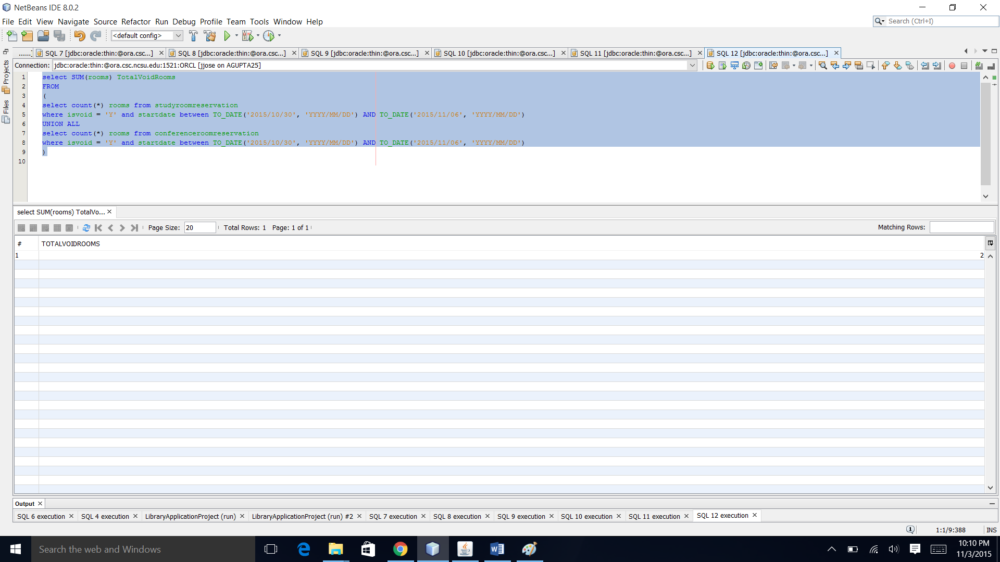 NetBeans IDE 8.0.2
File Edit View Navigate Source Refactor Run Debug Profile Team Tools Window Help
Search (Ctrl+I)
<default config>
......] SQL 7 [jdbc:oracle:thin:@ora.csc...] SQL 8 [jdbc:oracle:thin:@ora.csc...] SQL 9 [jdbc:oracle:thin:@ora.csc...] SQL 10 [jdbc:oracle:thin:@ora.csc...] SQL 11 [jdbc:oracle:thin:@ora.csc...] SQL 12 [jdbc:oracle:thin:@ora.csc...]
Projects
Files
Connection: jdbc:oracle:thin:@ora.csc.ncsu.edu:1521:ORCL [jjose on AGUPTA25]
1 select SUM(rooms) TotalVoidRooms
2 FROM
3 (
4 select count(*) rooms from studyroomreservation
5 where isvoid = 'Y' and startdate between TO_DATE('2015/10/30', 'YYYY/MM/DD') AND TO_DATE('2015/11/06', 'YYYY/MM/DD')
6 UNION ALL
7 select count(*) rooms from conferenceroomreservation
8 where isvoid = 'Y' and startdate between TO_DATE('2015/10/30', 'YYYY/MM/DD') AND TO_DATE('2015/11/06', 'YYYY/MM/DD')
9 )
10
select SUM(rooms) TotalVo...
Page Size: 20 Total Rows: 1 Page: 1 of 1 Matching Rows:
# TOTALVOIDROOMS
1 2
Output
SQL 6 execution SQL 4 execution LibraryApplicationProject (run) LibraryApplicationProject (run) #2 SQL 7 execution SQL 8 execution SQL 9 execution SQL 10 execution SQL 11 execution SQL 12 execution
1 1:1/9:388 INS
Search the web and Windows
10:10 PM
11/3/2015